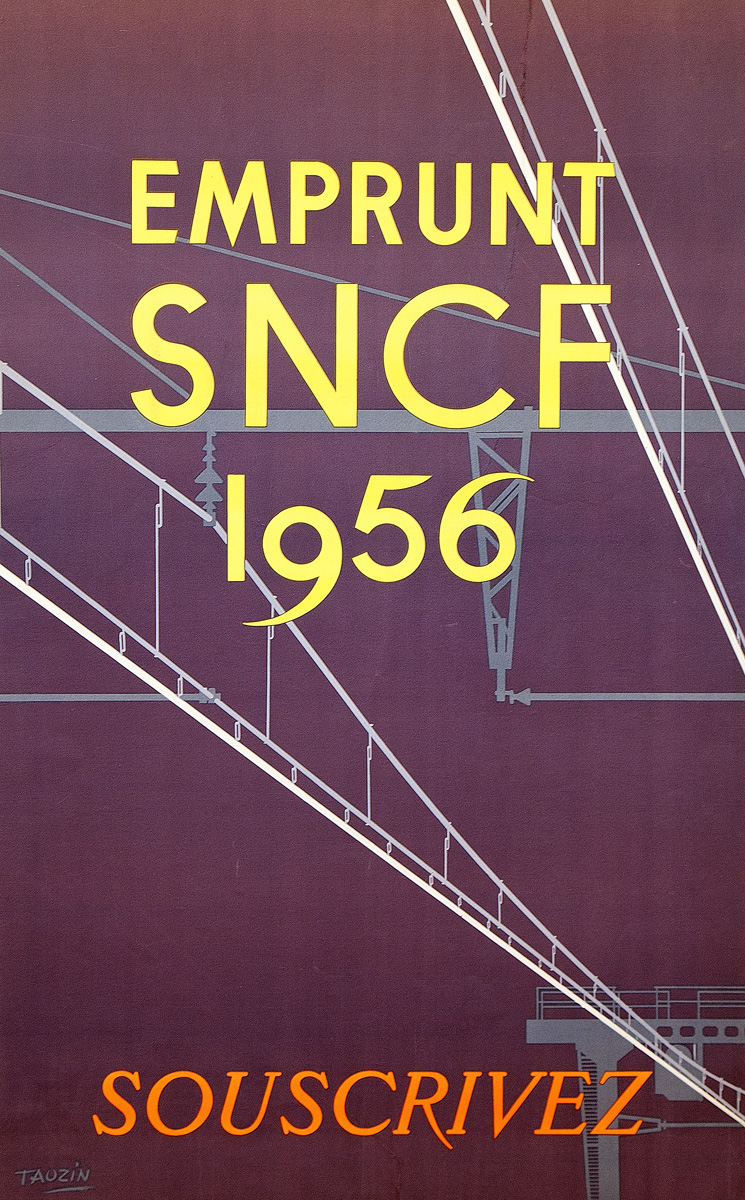 EMPRUNT
SNCF
1956
SOUSCRIVEZ
TAUZIN